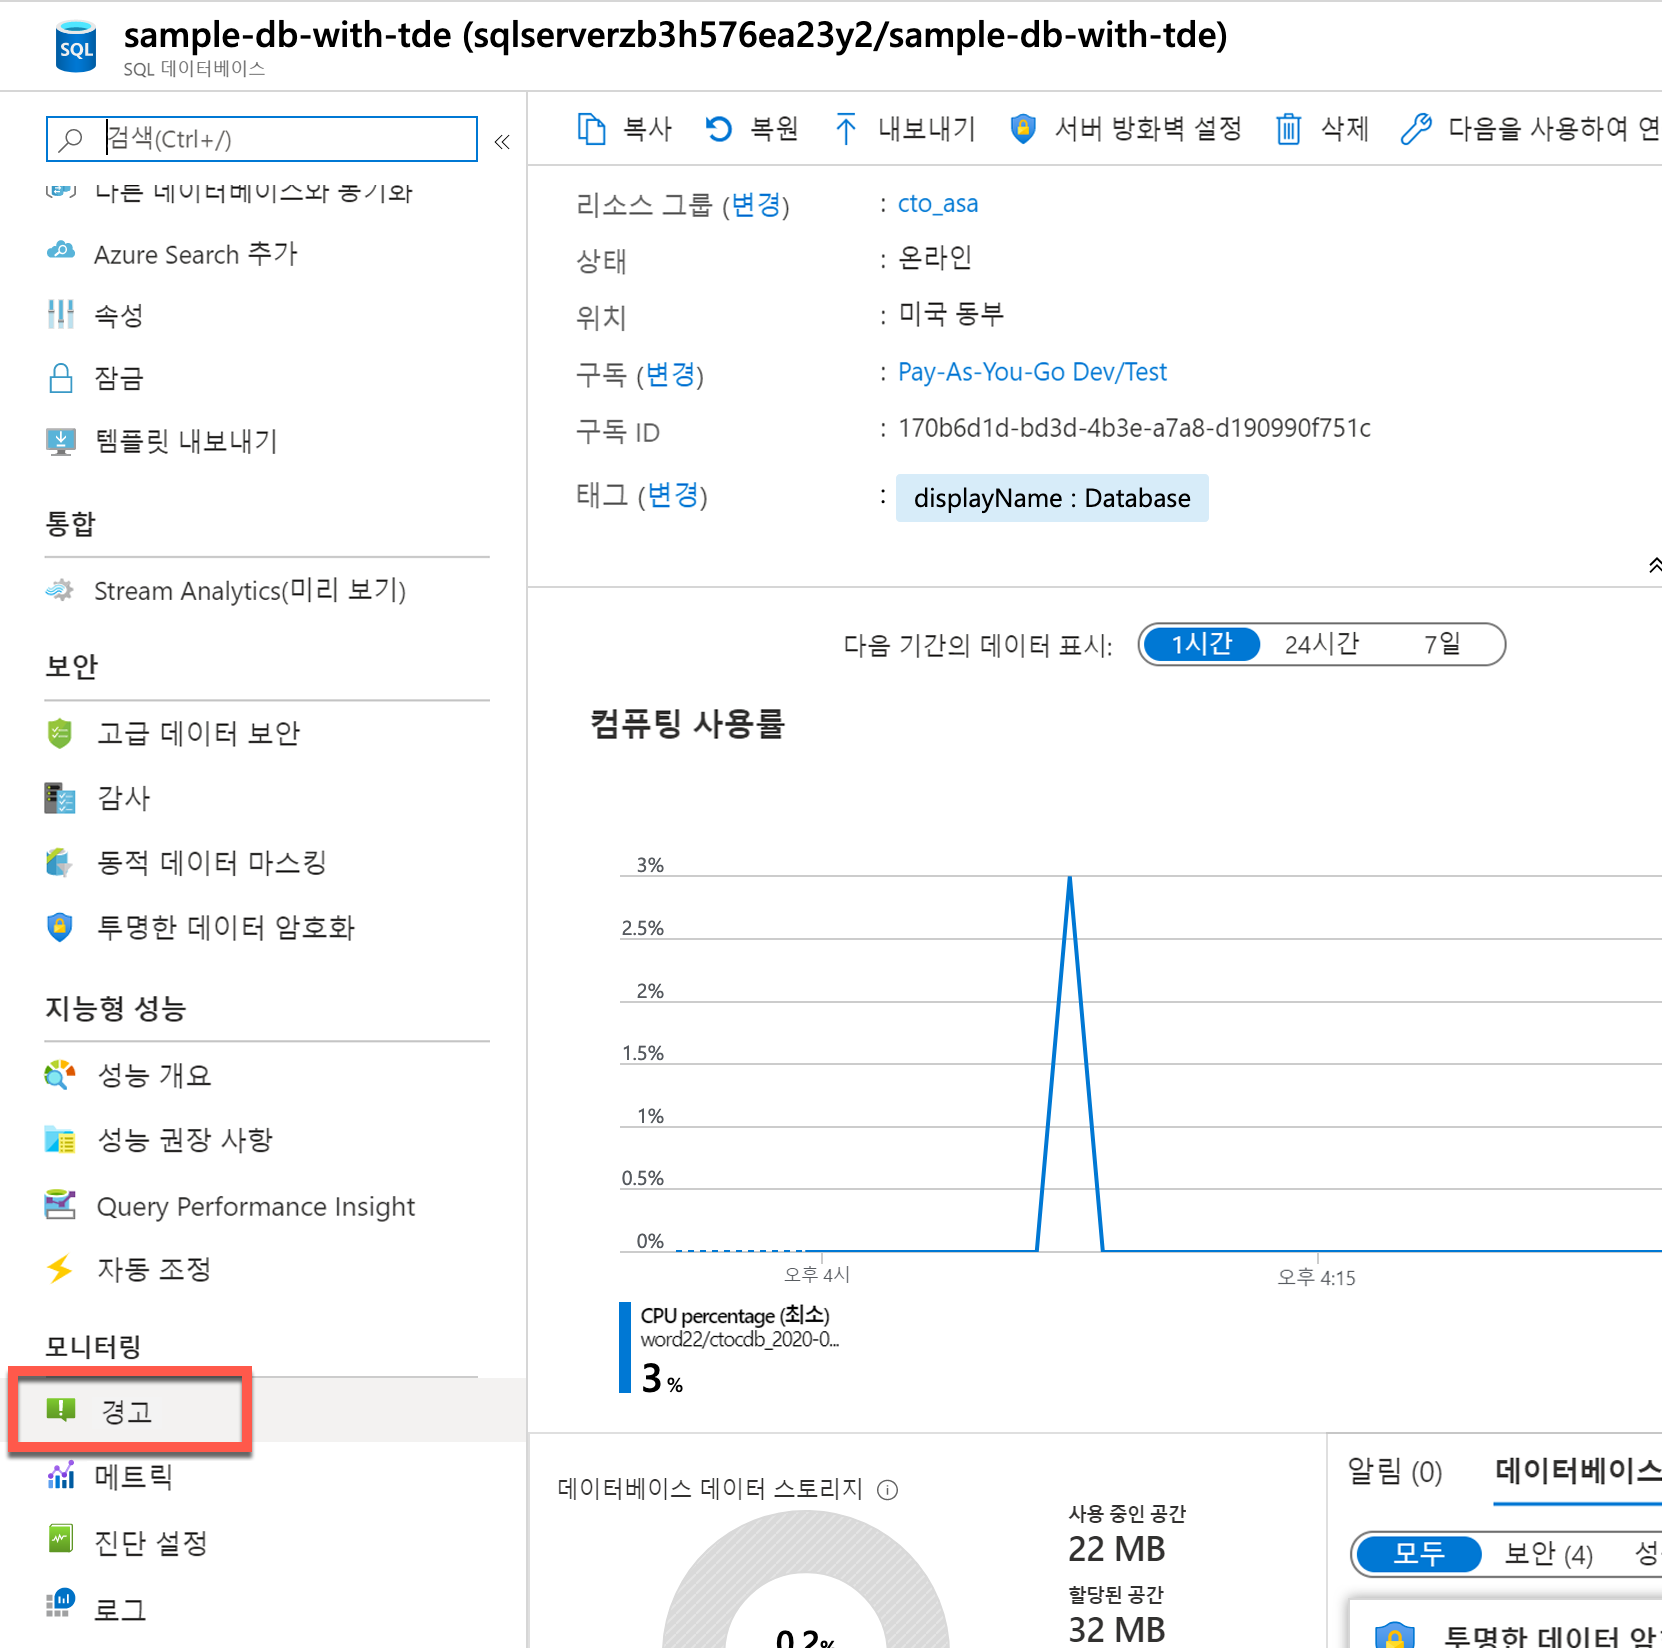 SQL
sample-db-with-tde (sqlserverzb3h576ea23y2/sample-db-with-tde)
SQL 데이터베이스
검색(Ctrl+/)
«
다른 데이터베이스와 동기화
Azure Search 추가
속성
잠금
템플릿 내보내기
통합
Stream Analytics(미리 보기)
보안
고급 데이터 보안
감사
동적 데이터 마스킹
투명한 데이터 암호화
지능형 성능
성능 개요
성능 권장 사항
Query Performance Insight
자동 조정
모니터링
경고
메트릭
진단 설정
로그
복사 복원 내보내기 서버 방화벽 설정 삭제 다음을 사용하여 연
리소스 그룹 (변경) : cto_asa
상태 : 온라인
위치 : 미국 동부
구독 (변경) : Pay-As-You-Go Dev/Test
구독 ID : 170b6d1d-bd3d-4b3e-a7a8-d190990f751c
태그 (변경) : displayName : Database
다음 기간의 데이터 표시: 1시간 24시간 7일
컴퓨팅 사용률
3%
2.5%
2%
1.5%
1%
0.5%
0%
오후 4시 오후 4:15
CPU percentage (최소)
word22/ctocdb_2020-0...
3 %
데이터베이스 데이터 스토리지
0.2%
사용 중인 공간
22 MB
할당된 공간
32 MB
알림 (0) 데이터베이스
모두 보안 (4) 성
투명한 데이터 암